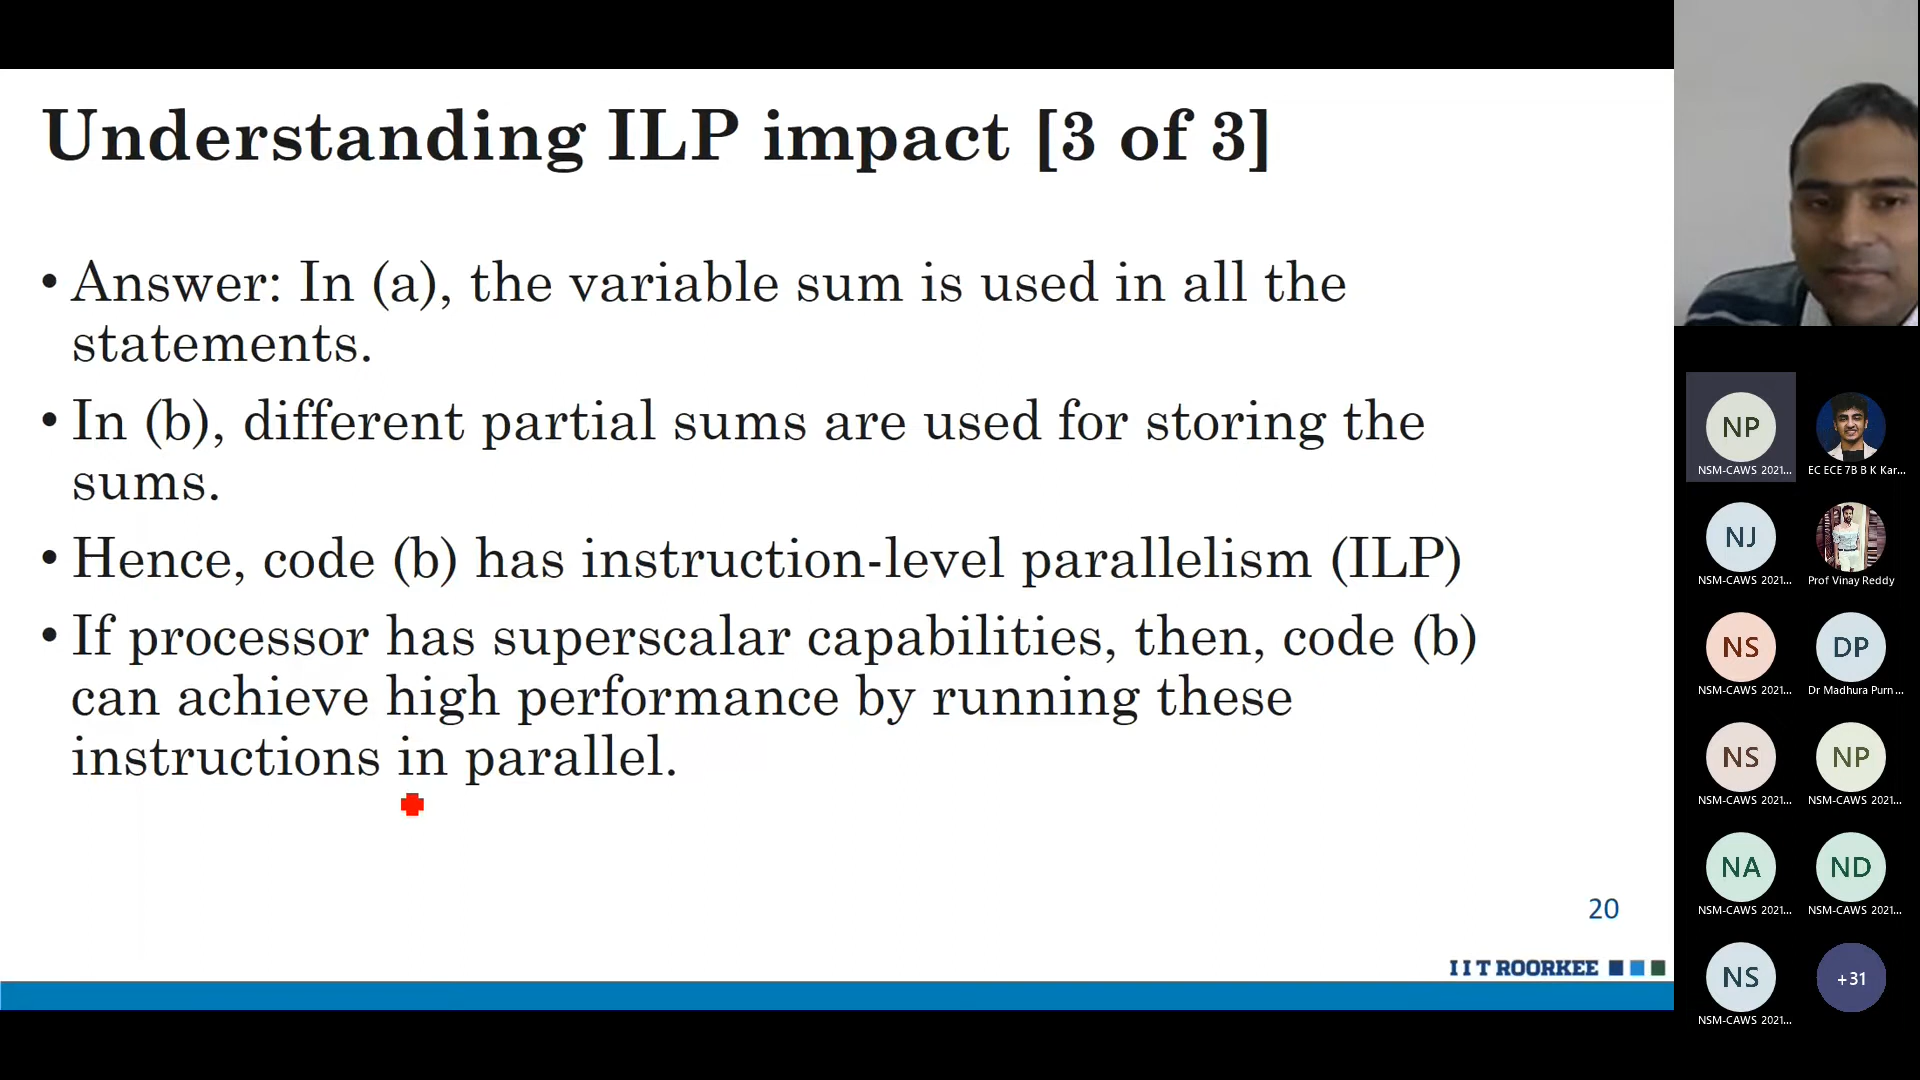 Understanding ILP impact [3 of 3]
• Answer: In (a), the variable sum is used in all the
statements.
• In (b), different partial sums are used for storing the
sums.
• Hence, code (b) has instruction-level parallelism (ILP)
• If processor has superscalar capabilities, then, code (b)
can achieve high performance by running these
instructions in parallel.
20
IIT ROORKEE
NP
NSM-CAWS 2021...
EC ECE 7B B K Kar...
NJ
NSM-CAWS 2021...
Prof Vinay Reddy
NS
NSM-CAWS 2021...
DP
Dr Madhura Purn...
NS
NSM-CAWS 2021...
NP
NSM-CAWS 2021...
NA
NSM-CAWS 2021...
ND
NSM-CAWS 2021...
NS
NSM-CAWS 2021...
+31